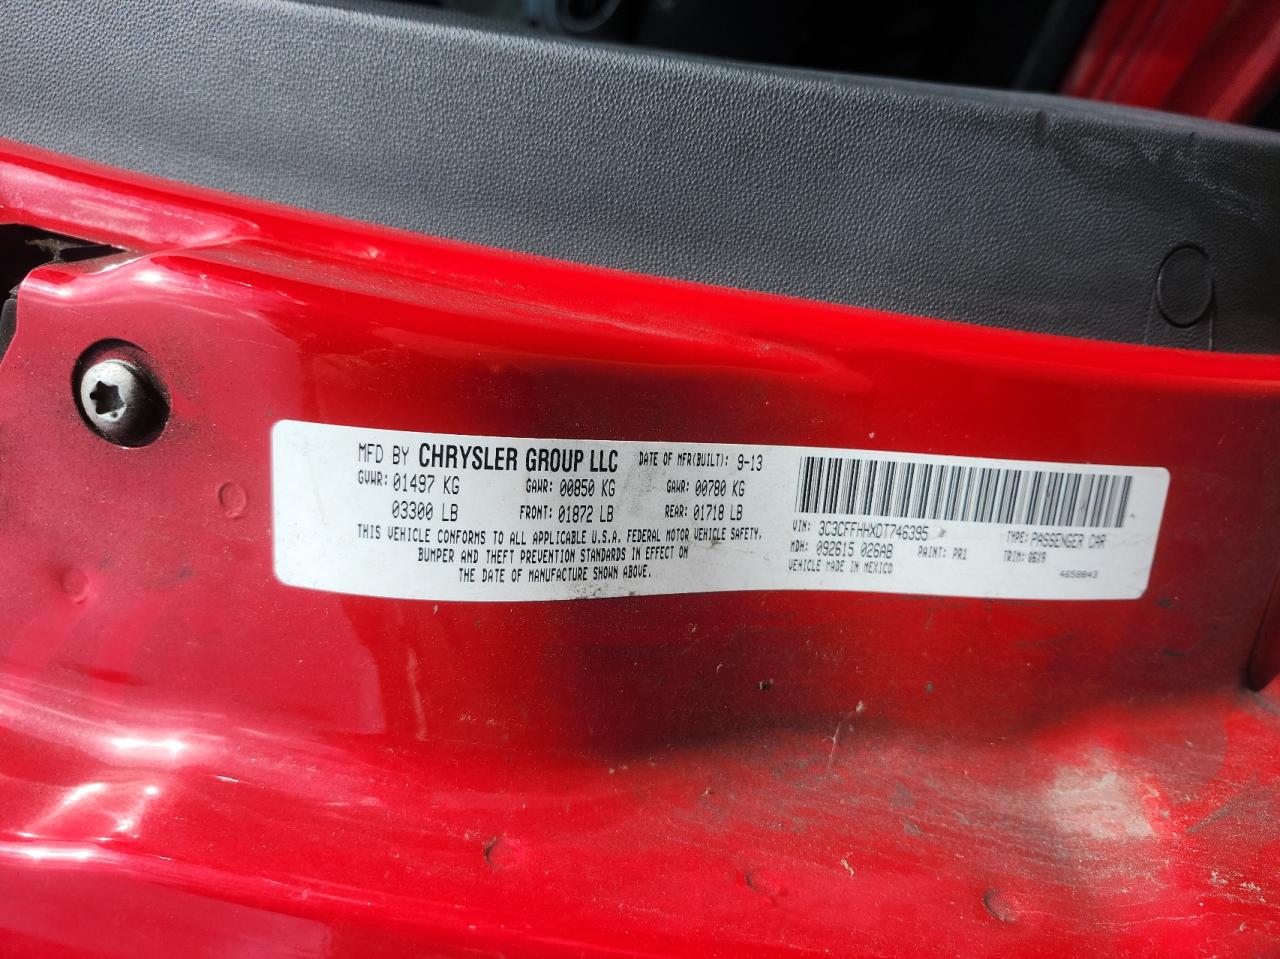 MFD BY CHRYSLER GROUP LLC DATE OF MFR(BUILT): 9-13
GVWR: 01497 KG GAWR: 00850 KG GAWR: 00780 KG
03300 LB FRONT: 01872 LB REAR: 01718 LB
THIS VEHICLE CONFORMS TO ALL APPLICABLE U.S.A. FEDERAL MOTOR VEHICLE SAFETY,
BUMPER AND THEFT PREVENTION STANDARDS IN EFFECT ON
THE DATE OF MANUFACTURE SHOWN ABOVE.
VIN: 3C3CFFHHXDT746395 TYPE: PASSENGER CAR
MDH: 092615 026AB PAINT: PR1 TRIM: 06X9
VEHICLE MADE IN MEXICO 4658843